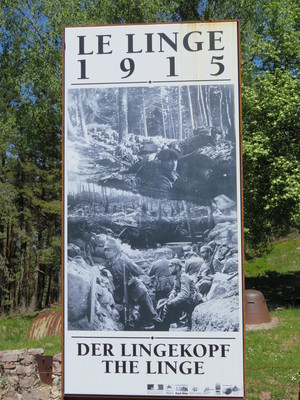 LE LINGE
1915
DER LINGEKOPF
THE LINGE